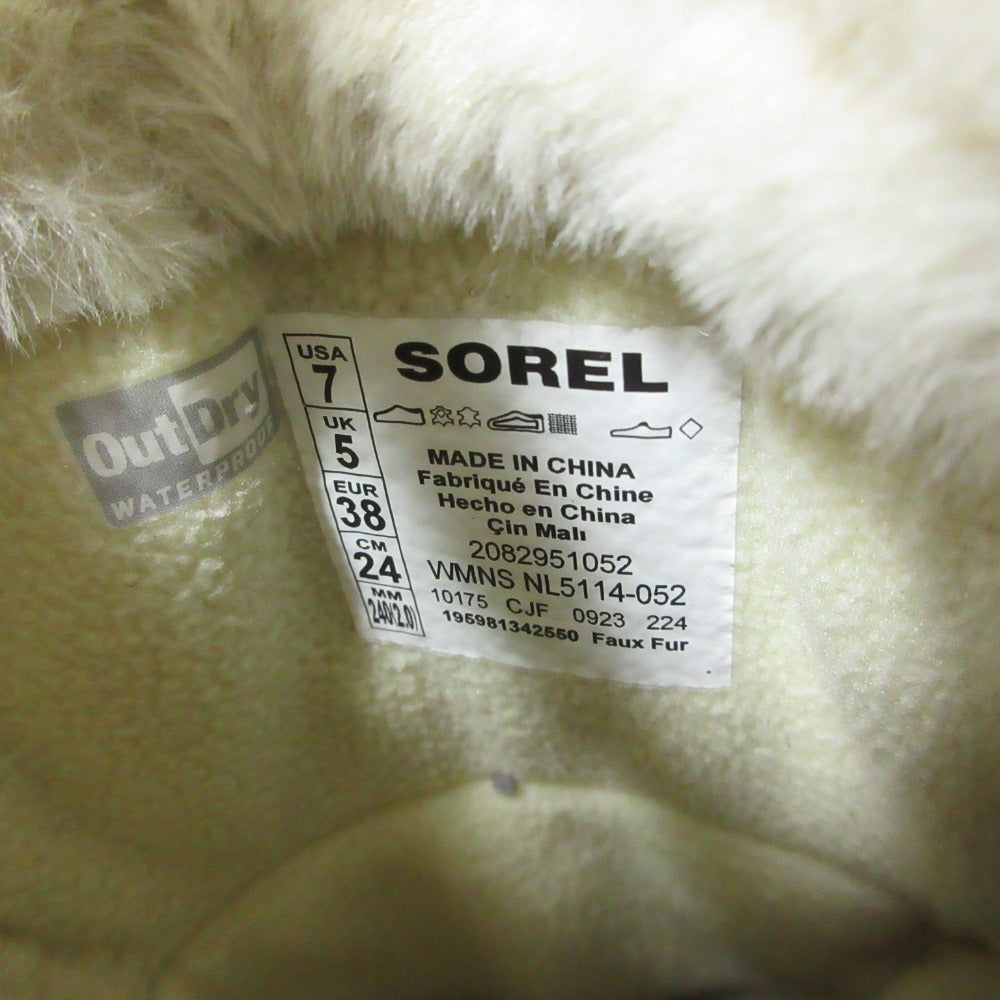 OutDry
WATERPROOF
USA
7
UK
5
EUR
38
CM
24
MM
240(2.0)
SOREL
MADE IN CHINA
Fabriqué En Chine
Hecho en China
Çin Malı
2082951052
WMNS NL5114-052
10175 CJF 0923 224
195981342550 Faux Fur